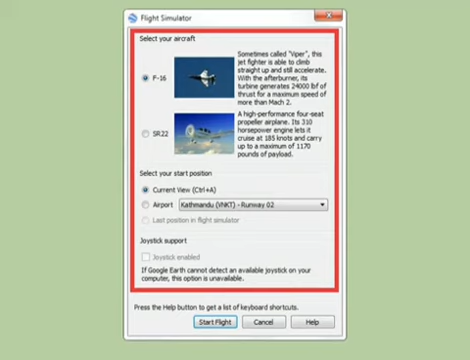 Flight Simulator
Select your aircraft
F-16
Sometimes called "Viper", this
jet fighter is able to climb
straight up and still accelerate.
With the afterburner, its
turbine generates 24000 lbf of
thrust for a maximum speed of
more than Mach 2.
SR22
A high-performance four-seat
propeller airplane. Its 310
horsepower engine lets it
cruise at 185 knots and carry
up to a maximum of 1170
pounds of payload.
Select your start position
Current View (Ctrl+A)
Airport
Kathmandu (VNKT) - Runway 02
Last position in flight simulator
Joystick support
Joystick enabled
If Google Earth cannot detect an available joystick on your
computer, this option is unavailable.
Press the Help button to get a list of keyboard shortcuts.
Start Flight
Cancel
Help